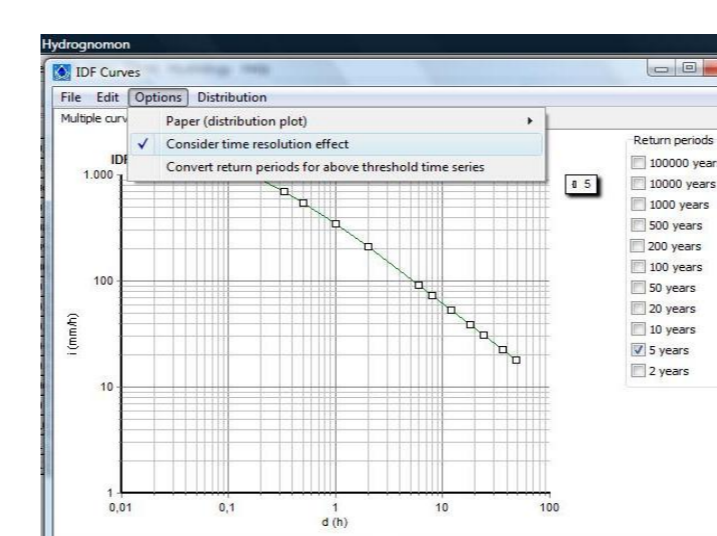 Hydrognomon
IDF Curves
File Edit Options Distribution
Multiple curv
Paper (distribution plot)
Consider time resolution effect
Convert return periods for above threshold time series
IDF
5
Return periods
100000 year
10000 years
1000 years
500 years
200 years
100 years
50 years
20 years
10 years
5 years
2 years
i (mm/h)
1.000
100
10
1
0,01 0,1 1 10 100
d (h)